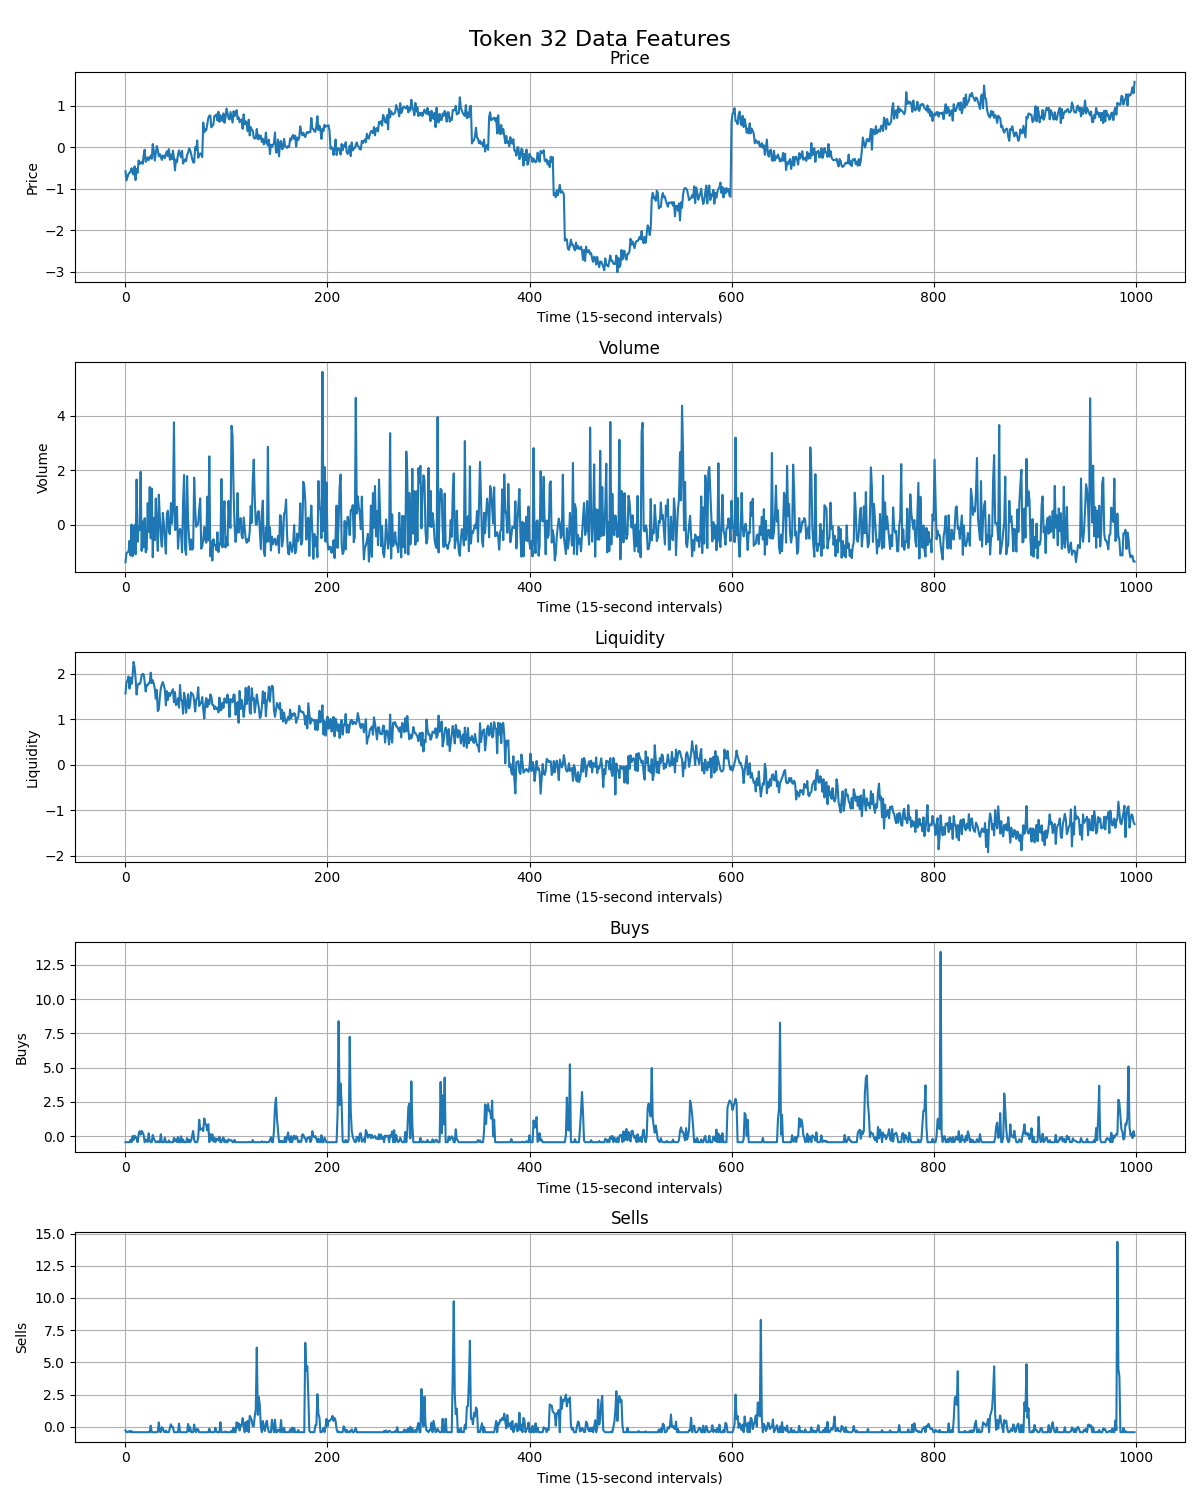 Token 32 Data Features
Price
1
0
−1
−2
−3
Price
0 200 400 600 800 1000
Time (15-second intervals)
Volume
4
2
0
Volume
0 200 400 600 800 1000
Time (15-second intervals)
Liquidity
2
1
0
−1
−2
Liquidity
0 200 400 600 800 1000
Time (15-second intervals)
Buys
12.5
10.0
7.5
5.0
2.5
0.0
Buys
0 200 400 600 800 1000
Time (15-second intervals)
Sells
15.0
12.5
10.0
7.5
5.0
2.5
0.0
Sells
0 200 400 600 800 1000
Time (15-second intervals)